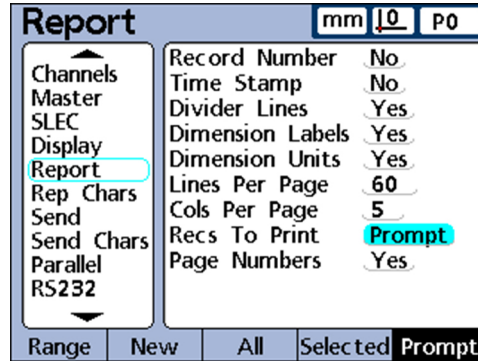 Report
mm 0 P0
Channels
Master
SLEC
Display
Report
Rep Chars
Send
Send Chars
Parallel
RS232
Record Number No
Time Stamp No
Divider Lines Yes
Dimension Labels Yes
Dimension Units Yes
Lines Per Page 60
Cols Per Page 5
Recs To Print Prompt
Page Numbers Yes
Range New All Selected Prompt